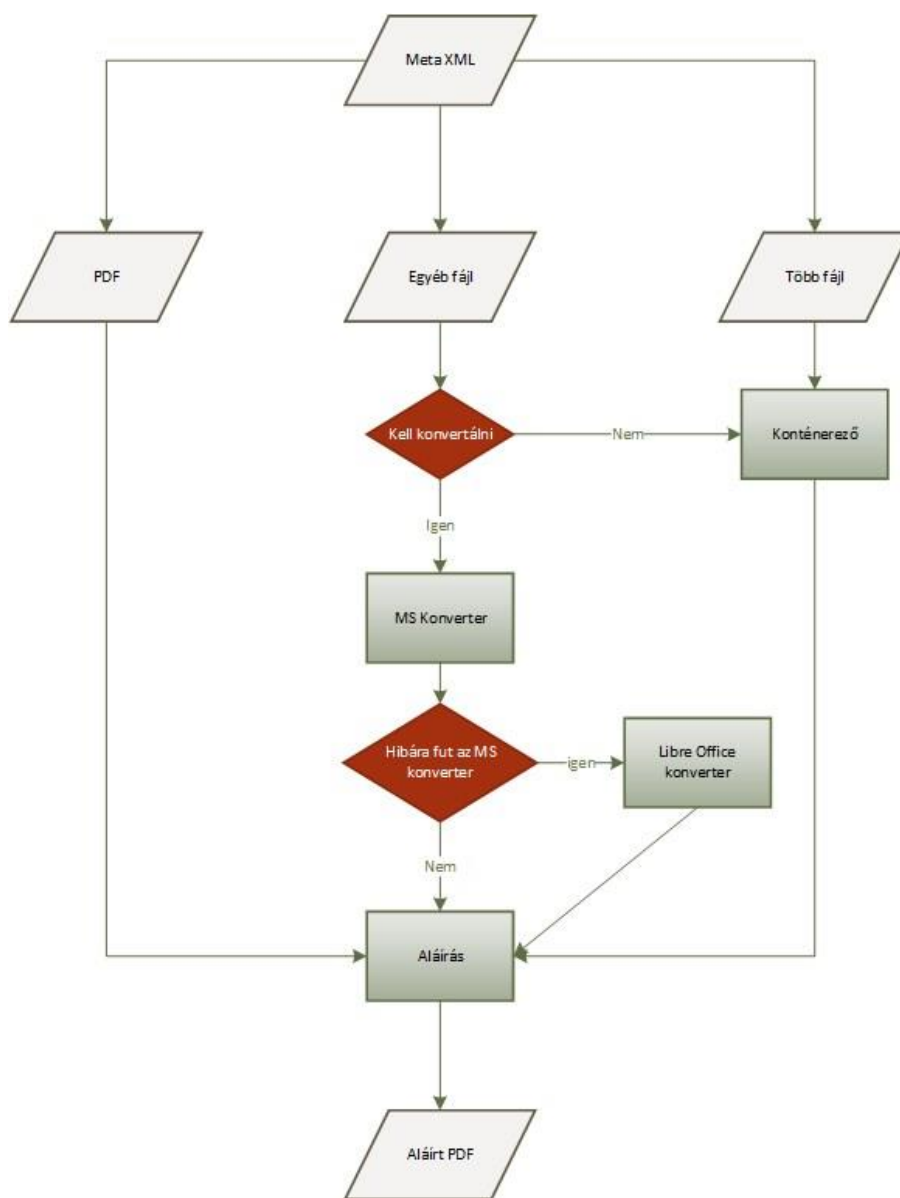 Meta XML
PDF
Egyéb fájl
Több fájl
Kell konvertálni
Nem
Konténerező
Igen
MS Konverter
Hibára fut az MS
konverter
igen
Libre Office
konverter
Nem
Aláírás
Aláírt PDF